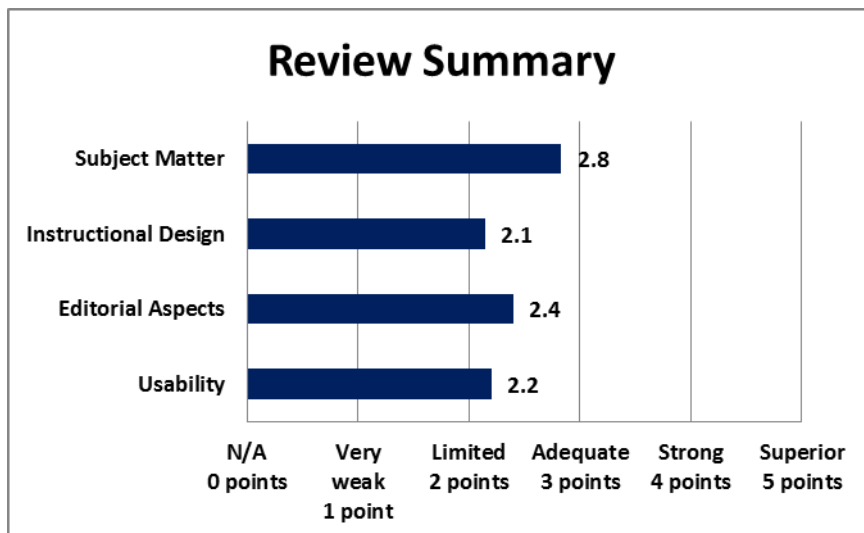 Review Summary
Subject Matter
2.8
Instructional Design
2.1
Editorial Aspects
2.4
Usability
2.2
N/A Very Limited Adequate Strong Superior
0 points weak 2 points 3 points 4 points 5 points
1 point